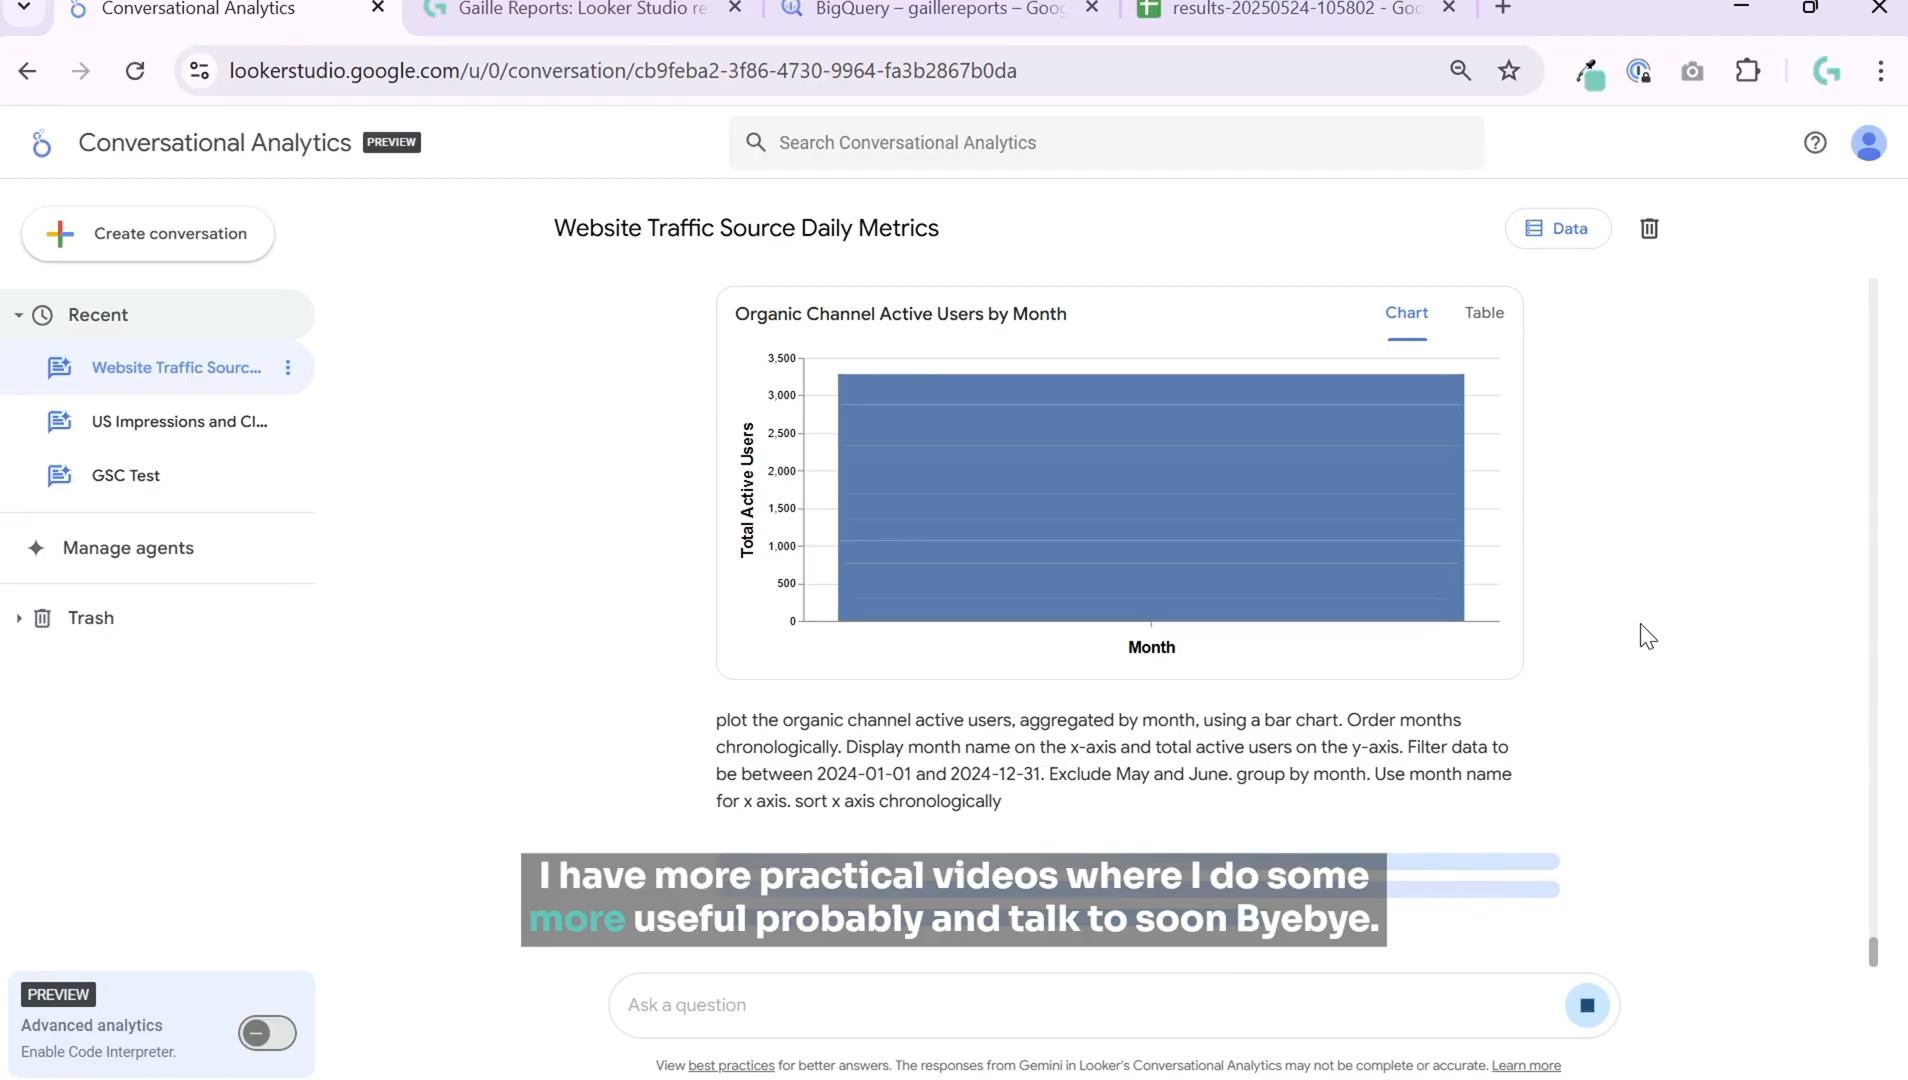 Conversational Analytics
Gaille Reports: Looker Studio re
BigQuery – gaillereports – Goog
results-20250524-105802 - Goo
lookerstudio.google.com/u/0/conversation/cb9feba2-3f86-4730-9964-fa3b2867b0da
Conversational Analytics PREVIEW
Search Conversational Analytics
Create conversation
Recent
Website Traffic Sourc...
US Impressions and Cl...
GSC Test
Manage agents
Trash
PREVIEW
Advanced analytics
Enable Code Interpreter.
Website Traffic Source Daily Metrics
Data
Organic Channel Active Users by Month
Chart
Table
3,500
3,000
2,500
2,000
1,500
1,000
500
0
Total Active Users
Month
plot the organic channel active users, aggregated by month, using a bar chart. Order months
chronologically. Display month name on the x-axis and total active users on the y-axis. Filter data to
be between 2024-01-01 and 2024-12-31. Exclude May and June. group by month. Use month name
for x axis. sort x axis chronologically
I have more practical videos where I do some
more useful probably and talk to soon Byebye.
Ask a question
View best practices for better answers. The responses from Gemini in Looker's Conversational Analytics may not be complete or accurate. Learn more